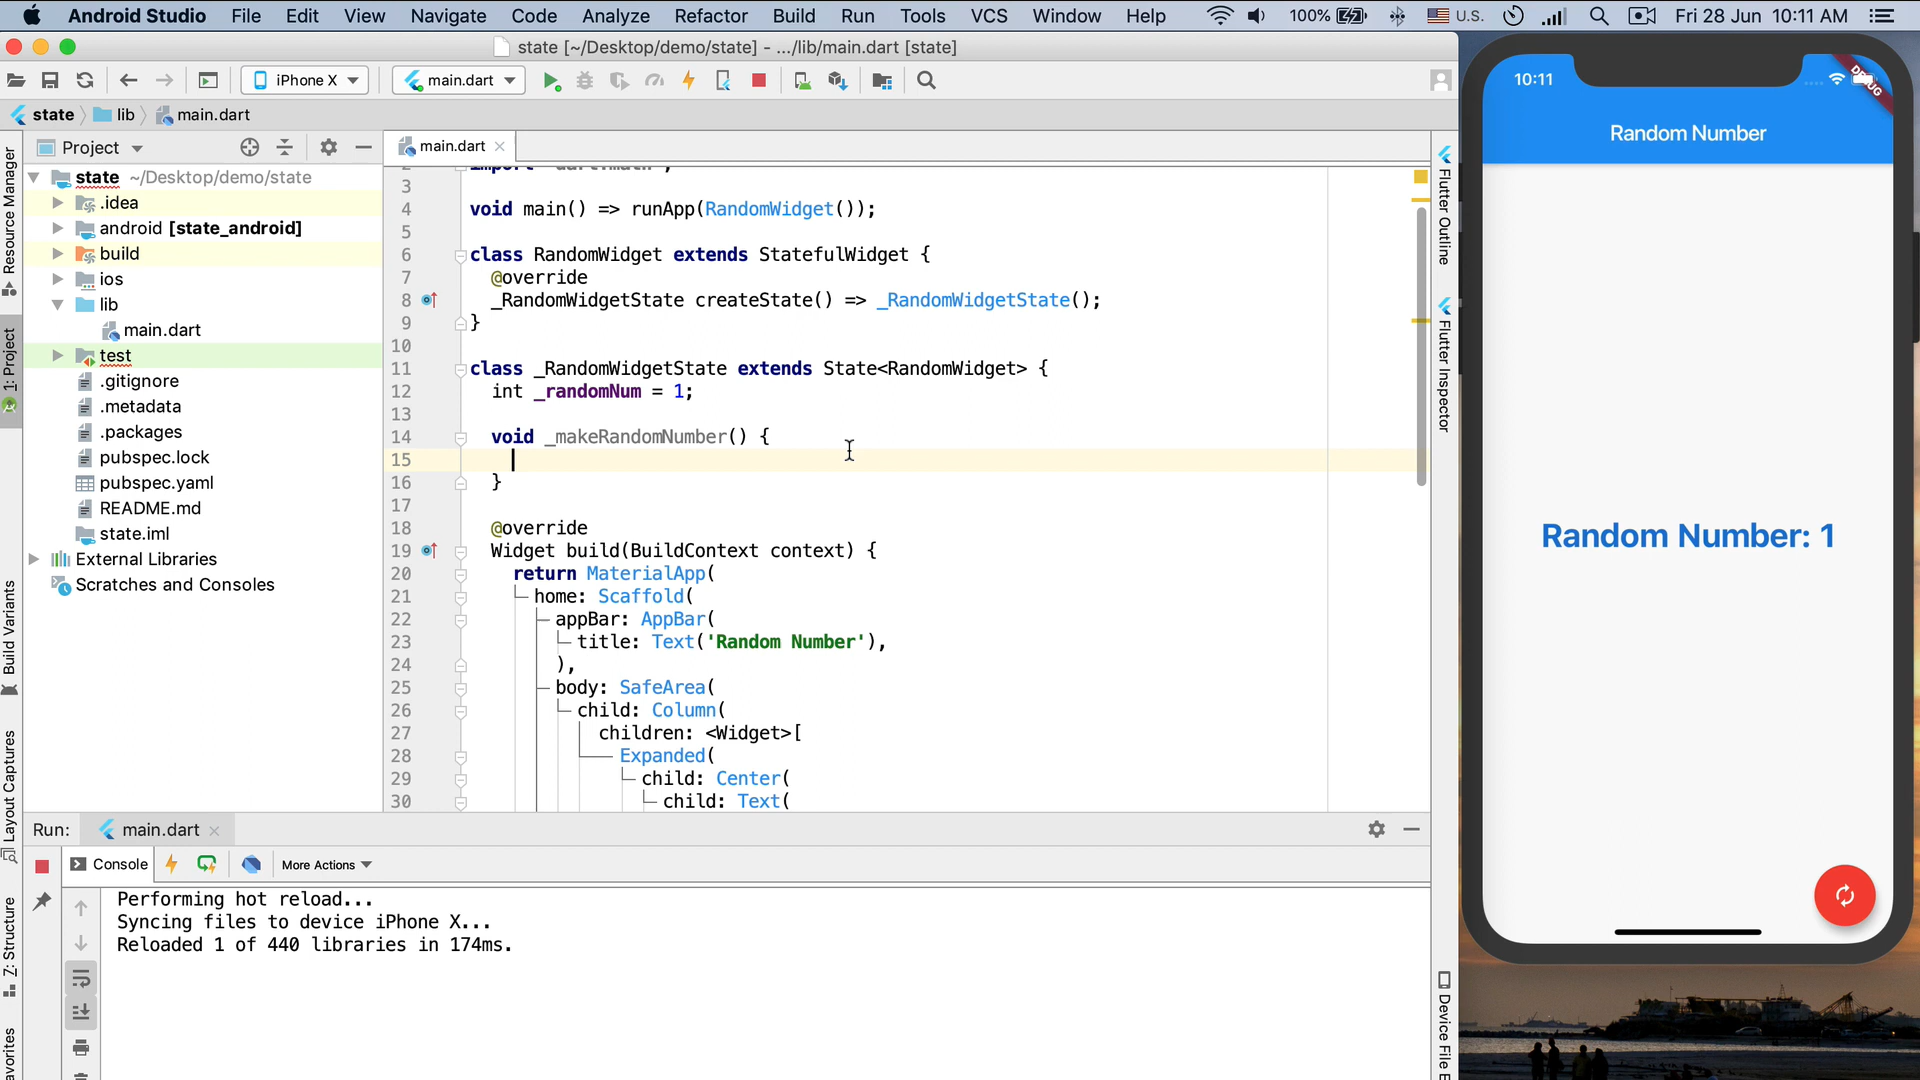 Android Studio File Edit View Navigate Code Analyze Refactor Build Run Tools VCS Window Help 100% U.S. Fri 28 Jun 10:11 AM
state [~/Desktop/demo/state] - .../lib/main.dart [state]
iPhone X main.dart
state lib main.dart
Project
main.dart
Resource Manager
1: Project
Build Variants
Layout Captures
Z: Structure
state ~/Desktop/demo/state
.idea
android [state_android]
build
ios
lib
main.dart
test
.gitignore
.metadata
.packages
pubspec.lock
pubspec.yaml
README.md
state.iml
External Libraries
Scratches and Consoles
3
4 void main() => runApp(RandomWidget());
5
6 class RandomWidget extends StatefulWidget {
7 @override
8 _RandomWidgetState createState() => _RandomWidgetState();
9 }
10
11 class _RandomWidgetState extends State<RandomWidget> {
12 int _randomNum = 1;
13
14 void _makeRandomNumber() {
15
16 }
17
18 @override
19 Widget build(BuildContext context) {
20 return MaterialApp(
21 home: Scaffold(
22 appBar: AppBar(
23 title: Text('Random Number'),
24 ),
25 body: SafeArea(
26 child: Column(
27 children: <Widget>[
28 Expanded(
29 child: Center(
30 child: Text(
Flutter Outline
Flutter Inspector
Run: main.dart
Console More Actions
Performing hot reload...
Syncing files to device iPhone X...
Reloaded 1 of 440 libraries in 174ms.
10:11
DEBUG
Random Number
Random Number: 1